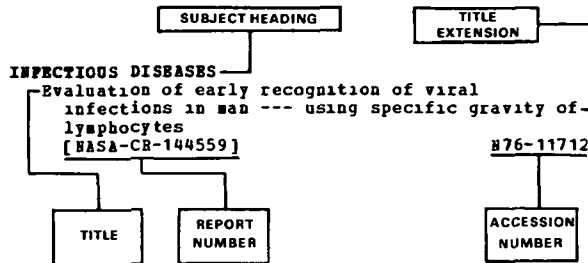 SUBJECT HEADING
TITLE
EXTENSION
INFECTIOUS DISEASES
Evaluation of early recognition of viral
infections in man --- using specific gravity of
lymphocytes
[NASA-CR-144559] N76-11712
TITLE
REPORT
NUMBER
ACCESSION
NUMBER